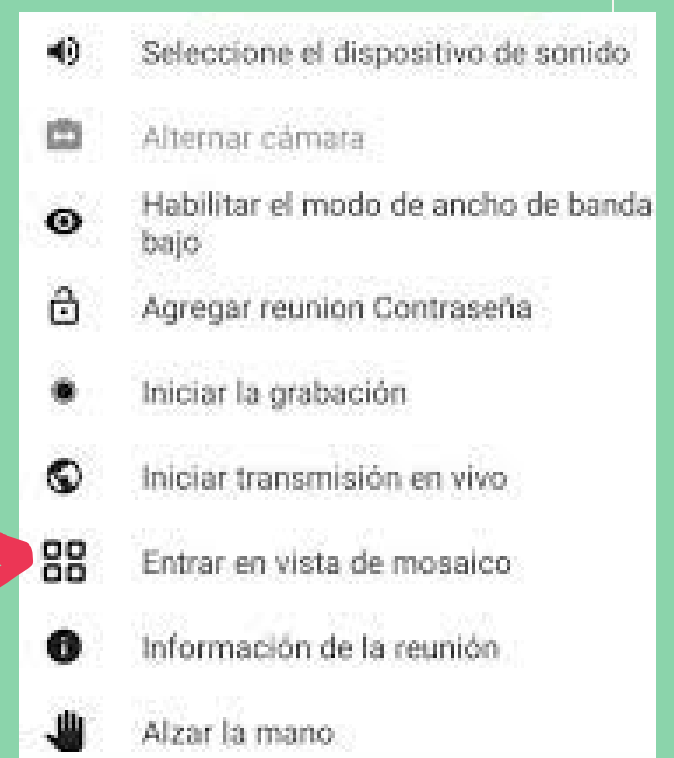 Seleccione el dispositivo de sonido
Alternar cámara
Habilitar el modo de ancho de banda
bajo
Agregar reunion Contraseña
Iniciar la grabación
Iniciar transmisión en vivo
Entrar en vista de mosaico
Información de la reunión
Alzar la mano